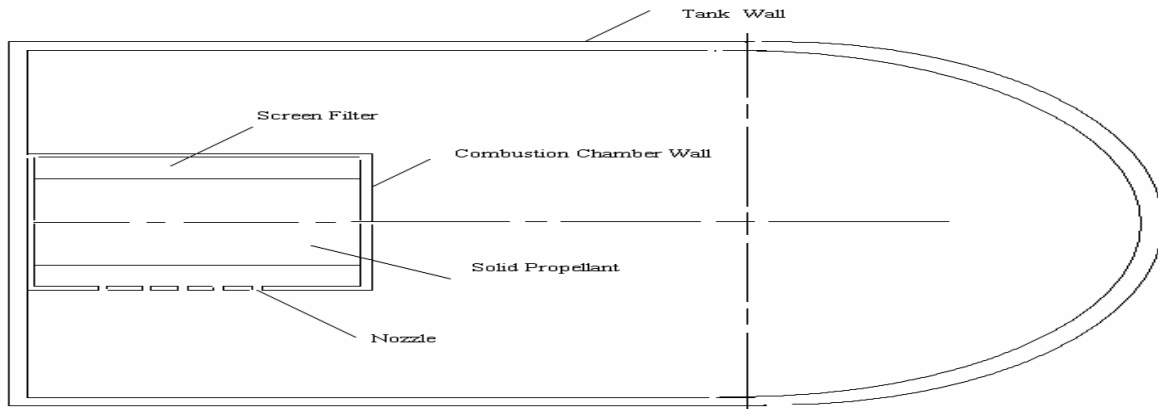 Tank Wall
Screen Filter
Combustion Chamber Wall
Solid Propellant
Nozzle